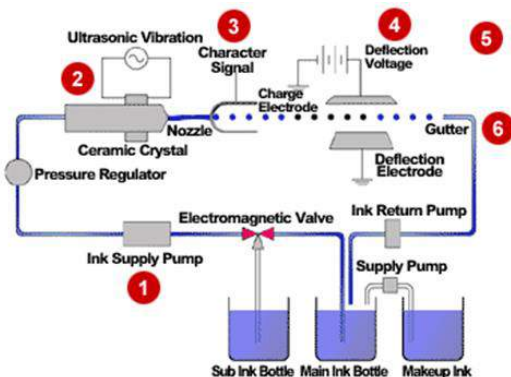 Ultrasonic Vibration
3
Character
Signal
4
Deflection
Voltage
5
2
Charge
Electrode
Nozzle
Ceramic Crystal
Gutter
6
Deflection
Electrode
Pressure Regulator
Electromagnetic Valve
Ink Return Pump
Ink Supply Pump
1
Supply Pump
Sub Ink Bottle
Main Ink Bottle
Makeup Ink